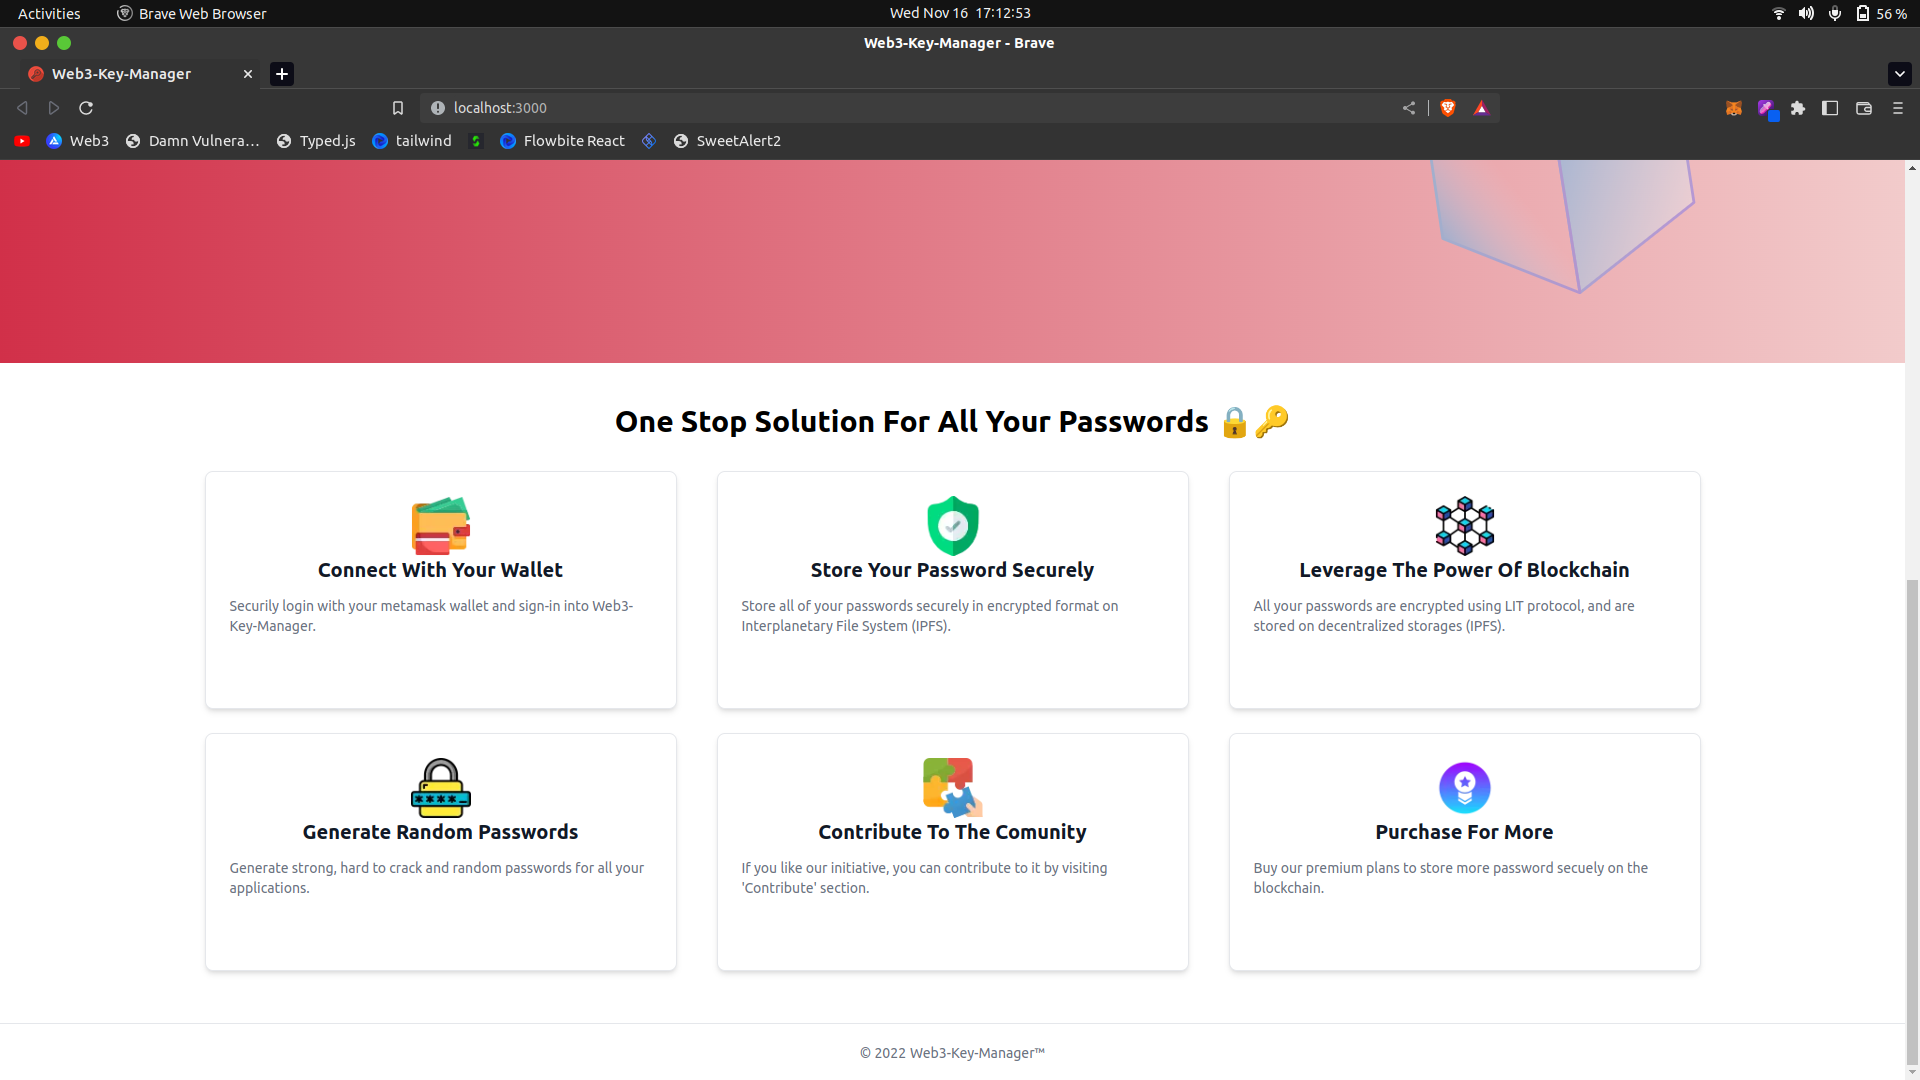 Activities Brave Web Browser Wed Nov 16 17:12:53 56 %
Web3-Key-Manager - Brave
Web3-Key-Manager
localhost:3000
Web3 Damn Vulnera... Typed.js tailwind Flowbite React SweetAlert2
One Stop Solution For All Your Passwords 🔒🔑
Connect With Your Wallet
Securily login with your metamask wallet and sign-in into Web3-
Key-Manager.
Store Your Password Securely
Store all of your passwords securely in encrypted format on
Interplanetary File System (IPFS).
Leverage The Power Of Blockchain
All your passwords are encrypted using LIT protocol, and are
stored on decentralized storages (IPFS).
Generate Random Passwords
Generate strong, hard to crack and random passwords for all your
applications.
Contribute To The Comunity
If you like our initiative, you can contribute to it by visiting
'Contribute' section.
Purchase For More
Buy our premium plans to store more password secuely on the
blockchain.
© 2022 Web3-Key-Manager™